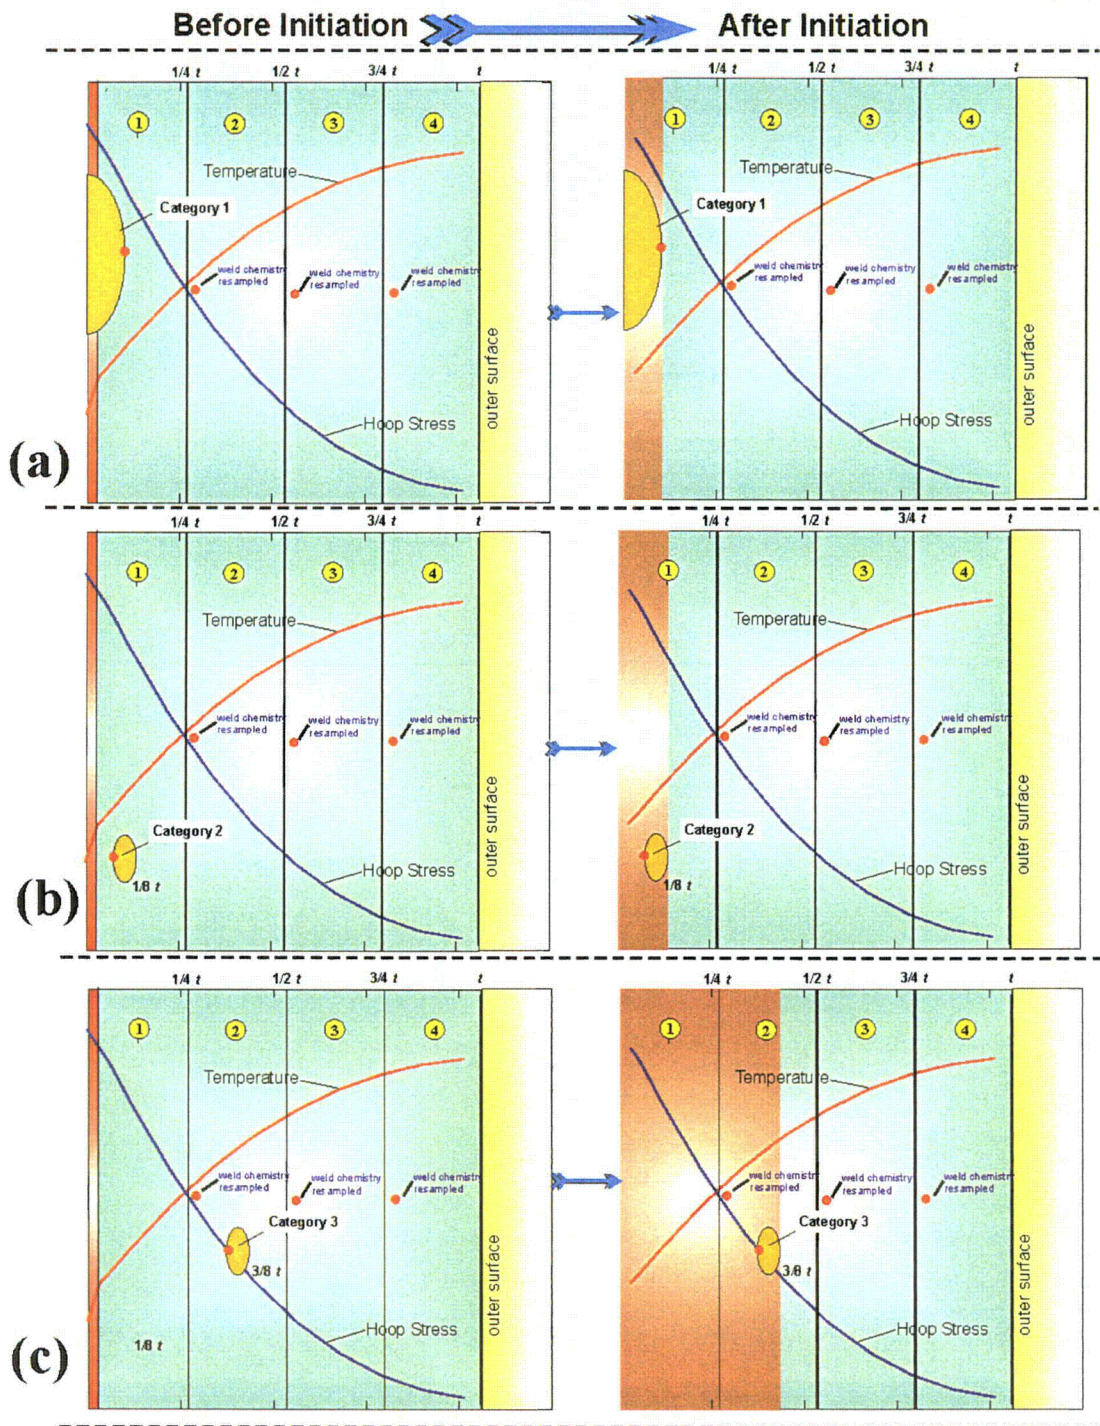 Before Initiation
After Initiation
1/4 t
1/2 t
3/4 t
t
1/4 t
1/2 t
3/4 t
t
1
2
3
4
1
2
3
4
Temperature
Temperature
Category 1
Category 1
weld chemistry
resampled
weld chemistry
resampled
weld chemistry
resampled
weld chemistry
resampled
weld chemistry
resampled
weld chemistry
resampled
outer surface
outer surface
Hoop Stress
Hoop Stress
(a)
1/4 t
1/2 t
3/4 t
t
1/4 t
1/2 t
3/4 t
t
1
2
3
4
1
2
3
4
Temperature
Temperature
weld chemistry
resampled
weld chemistry
resampled
weld chemistry
resampled
weld chemistry
resampled
weld chemistry
resampled
weld chemistry
resampled
Category 2
Category 2
outer surface
outer surface
Hoop Stress
Hoop Stress
1/8 t
1/8 t
(b)
1/4 t
1/2 t
3/4 t
t
1/4 t
1/2 t
3/4 t
t
1
2
3
4
1
2
3
4
Temperature
Temperature
weld chemistry
resampled
weld chemistry
resampled
weld chemistry
resampled
weld chemistry
resampled
weld chemistry
resampled
weld chemistry
resampled
Category 3
Category 3
3/8 t
3/8 t
outer surface
outer surface
Hoop Stress
Hoop Stress
1/8 t
(c)